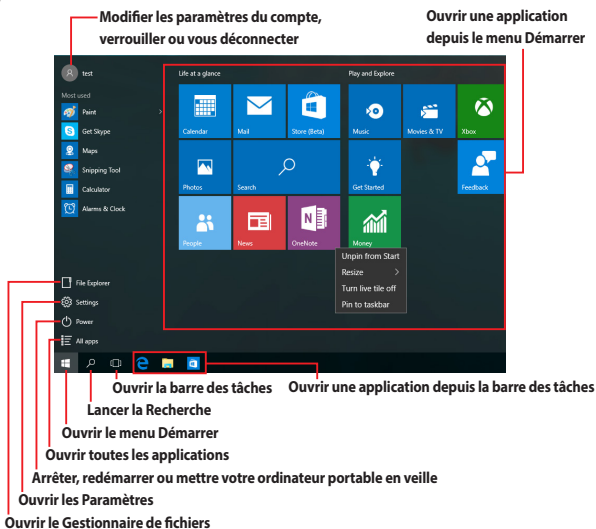 Modifier les paramètres du compte,
verrouiller ou vous déconnecter
Ouvrir une application
depuis le menu Démarrer
test
Most used
Paint
Get Skype
Maps
Snipping Tool
Calculator
Alarms & Clock
File Explorer
Settings
Power
All apps
Life at a glance
Calendar
Mail
Store (Beta)
Photos
Search
People
News
OneNote
Play and Explore
Music
Movies & TV
Xbox
Get Started
Feedback
Money
Unpin from Start
Resize
Turn live tile off
Pin to taskbar
Ouvrir la barre des tâches
Ouvrir une application depuis la barre des tâches
Lancer la Recherche
Ouvrir le menu Démarrer
Ouvrir toutes les applications
Arrêter, redémarrer ou mettre votre ordinateur portable en veille
Ouvrir les Paramètres
Ouvrir le Gestionnaire de fichiers